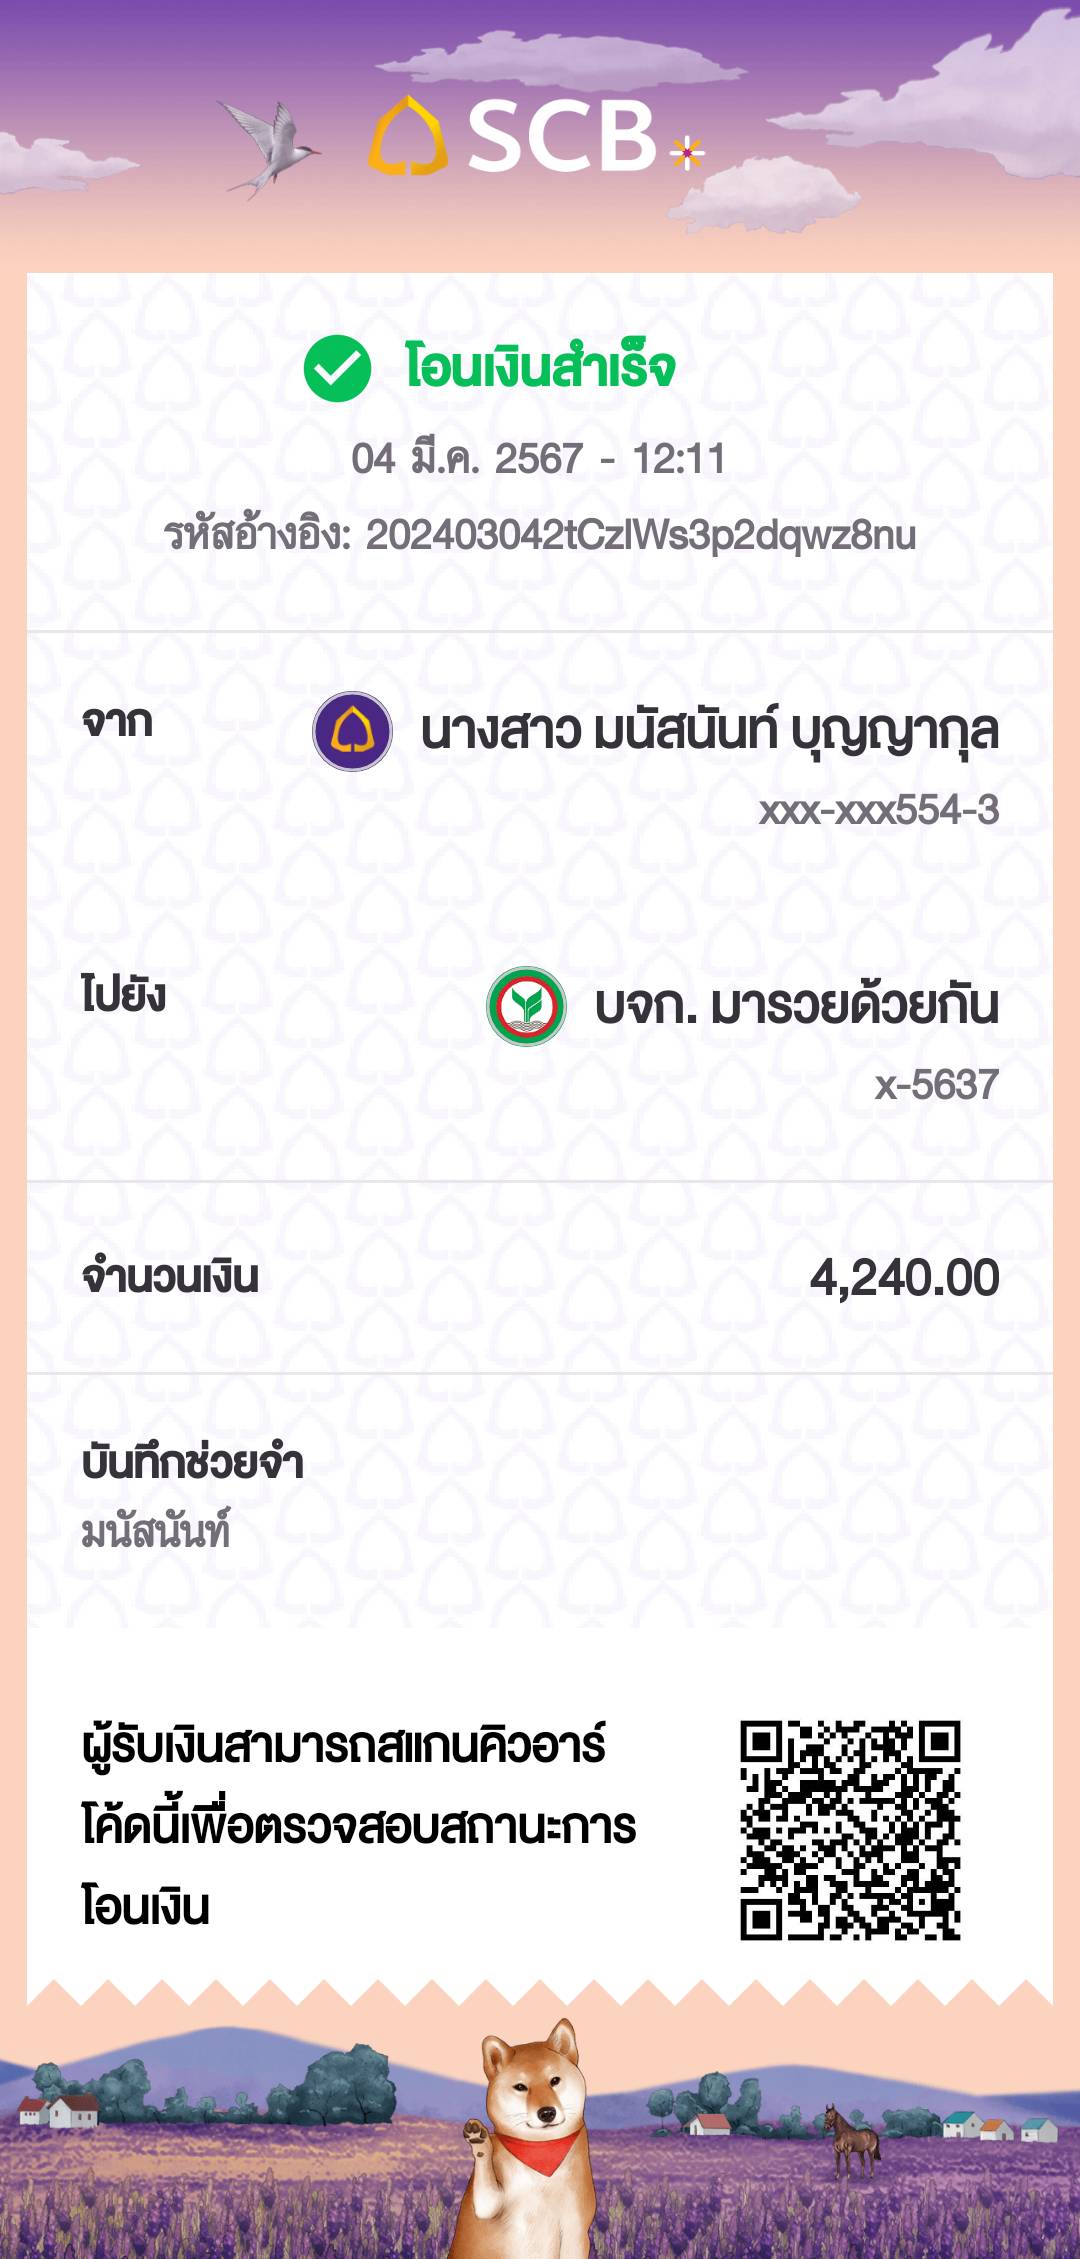 SCB
โอนเงินสำเร็จ
04 มี.ค. 2567 - 12:11
รหัสอ้างอิง: 202403042tCzlWs3p2dqwz8nu
จาก
นางสาว มนัสนันท์ บุญญากุล
xxx-xxx554-3
ไปยัง
บจก. มารวยด้วยกัน
x-5637
จำนวนเงิน 4,240.00
บันทึกช่วยจำ
มนัสนันท์
ผู้รับเงินสามารถสแกนคิวอาร์
โค้ดนี้เพื่อตรวจสอบสถานะการ
โอนเงิน